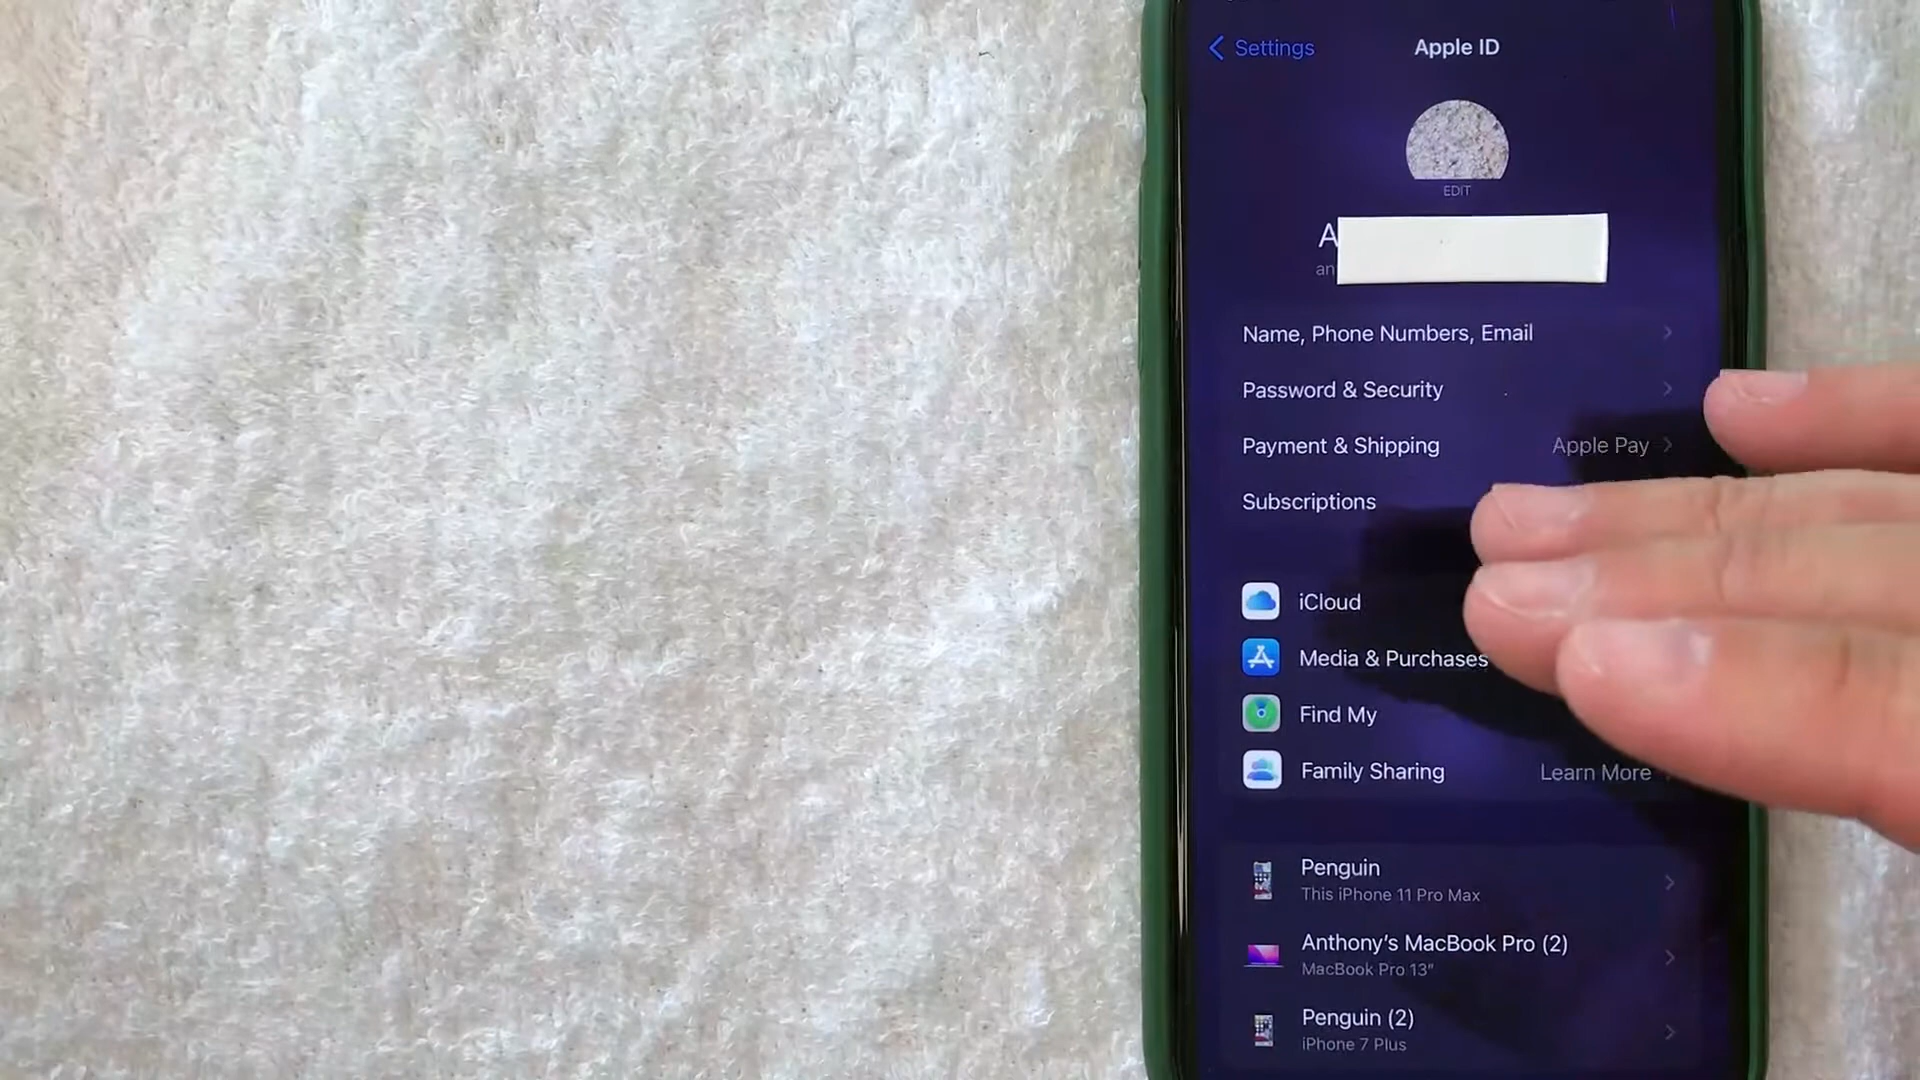 Settings
Apple ID
EDIT
A
an
Name, Phone Numbers, Email
Password & Security
Payment & Shipping Apple Pay
Subscriptions
iCloud
Media & Purchases
Find My
Family Sharing Learn More
Penguin
This iPhone 11 Pro Max
Anthony's MacBook Pro (2)
MacBook Pro 13"
Penguin (2)
iPhone 7 Plus